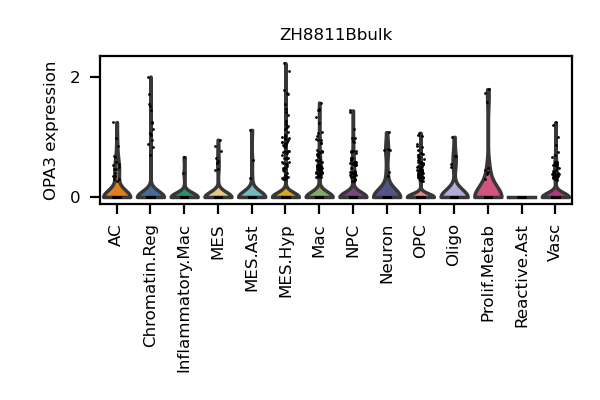 ZH8811Bbulk
OPA3 expression
2
0
AC
Chromatin.Reg
Inflammatory.Mac
MES
MES.Ast
MES.Hyp
Mac
NPC
Neuron
OPC
Oligo
Prolif.Metab
Reactive.Ast
Vasc